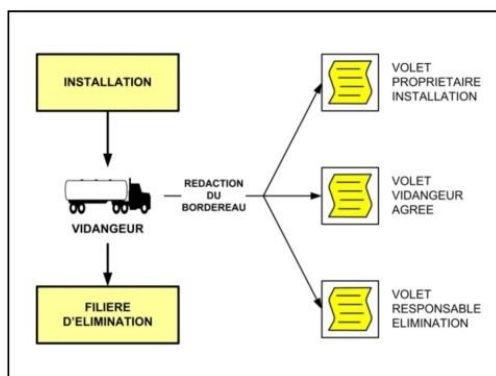 INSTALLATION
VIDANGEUR
FILIERE
D'ELIMINATION
REDACTION
DU
BORDEREAU
VOLET
PROPRIETAIRE
INSTALLATION
VOLET
VIDANGEUR
AGREE
VOLET
RESPONSABLE
ELIMINATION